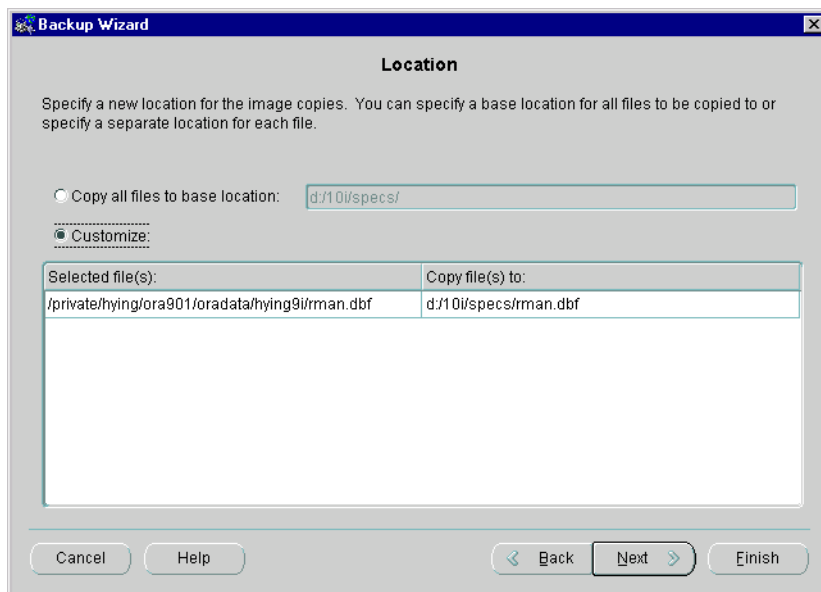 Backup Wizard
Location
Specify a new location for the image copies. You can specify a base location for all files to be copied to or
specify a separate location for each file.
Copy all files to base location: d:/10i/specs/
Customize:
Selected file(s): Copy file(s) to:
/private/hying/ora901/oradata/hying9i/rman.dbf d:/10i/specs/rman.dbf
Cancel Help Back Next Finish